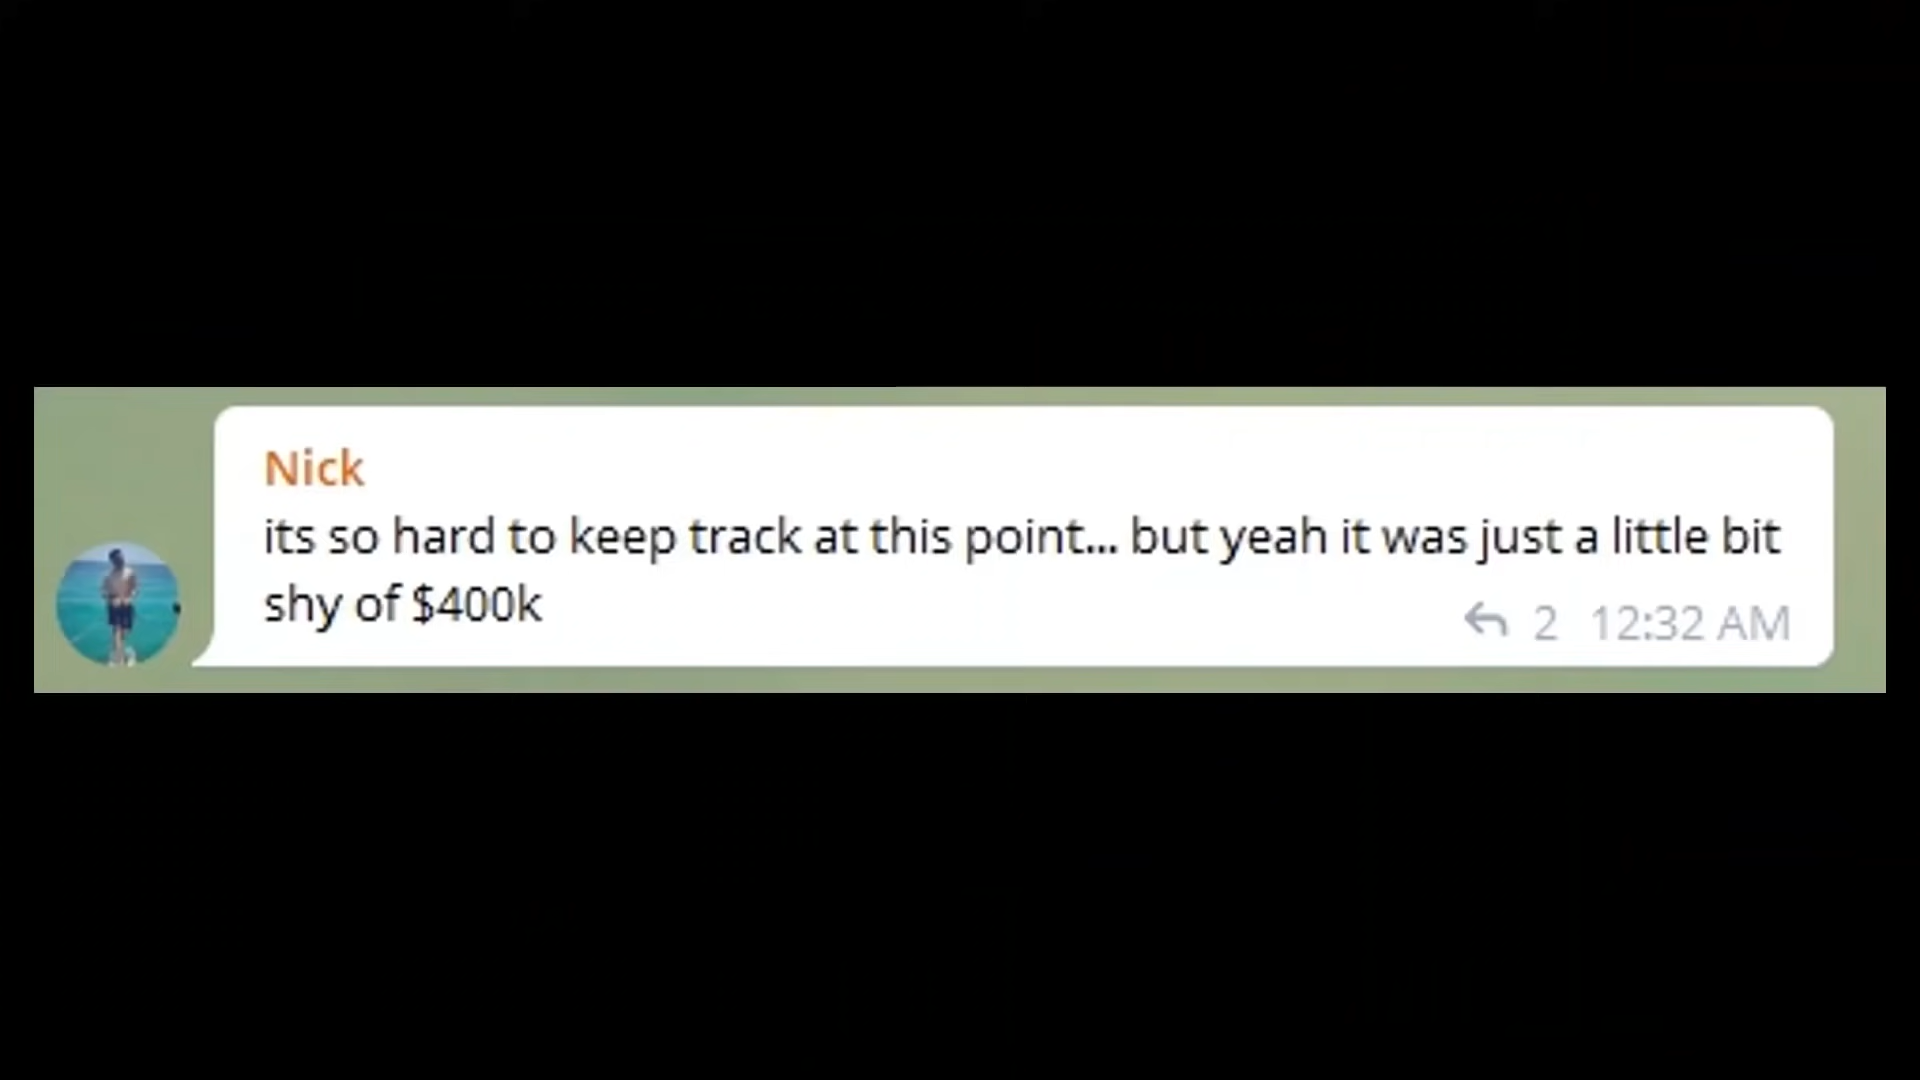 Nick
its so hard to keep track at this point... but yeah it was just a little bit
shy of $400k
2 12:32 AM